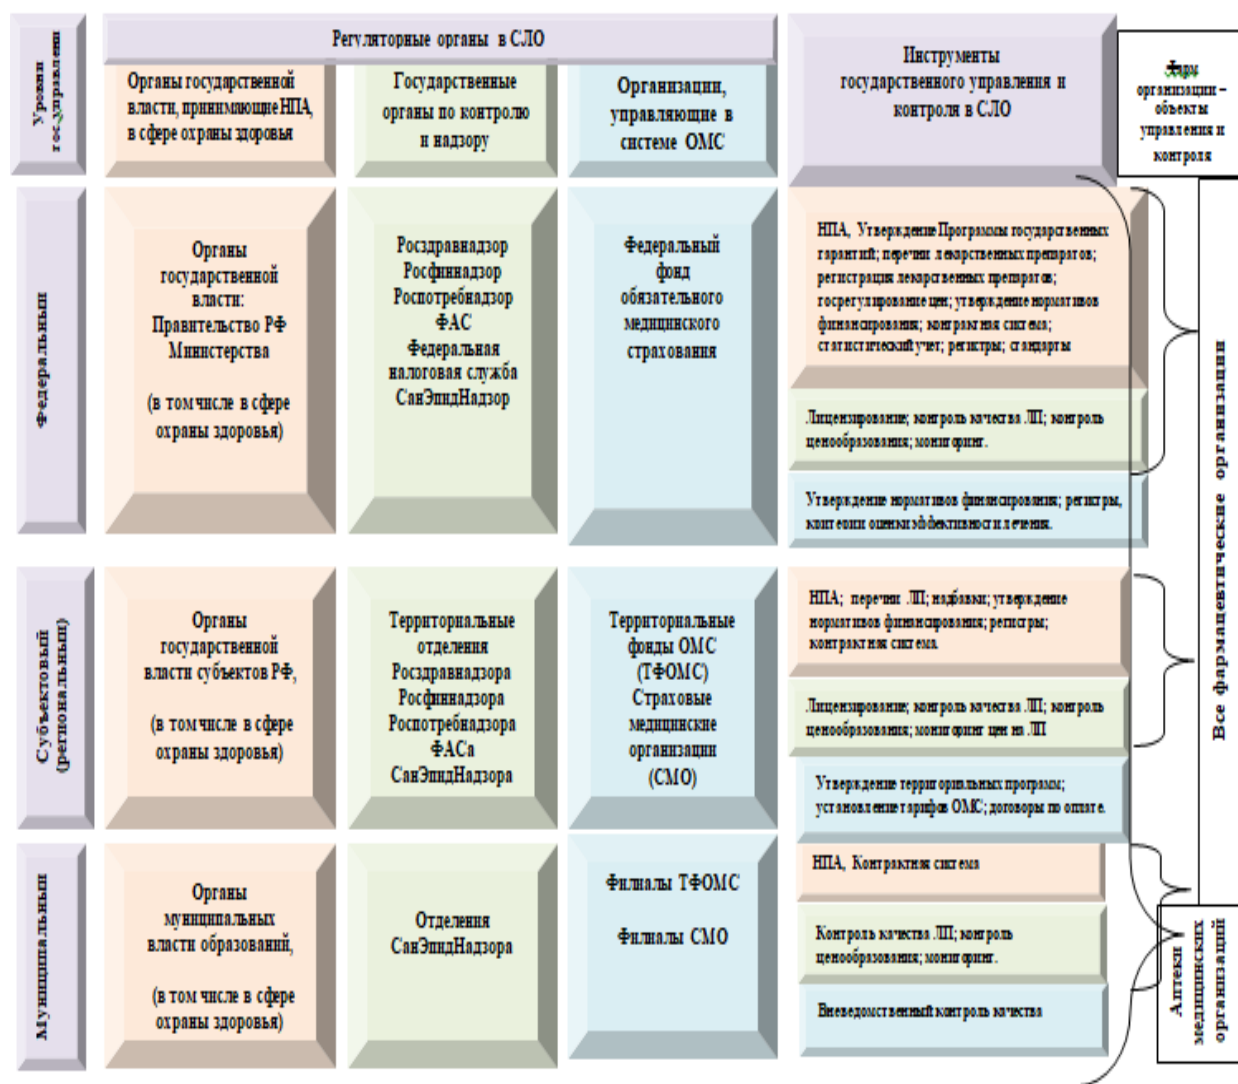 Уровни
гос.управлени
Регуляторные органы в СЛО
Органы государственной
власти, принимающие НПА,
в сфере охраны здоровья
Государственные
органы по контролю
и надзору
Организации,
управляющие в
системе ОМС
Инструменты
государственного управления и
контроля в СЛО
Фарм
организации –
объекты
управления и
контроля
Федеральный
Органы
государственной
власти:
Правительство РФ
Министерства
(в том числе в сфере
охраны здоровья)
Росздравнадзор
Росфиннадзор
Роспотребнадзор
ФАС
Федеральная
налоговая служба
СанЭпидНадзор
Федеральный
фонд
обязательного
медицинского
страхования
НПА, Утверждение Программы государственных
гарантий; перечни лекарственных препаратов;
регистрация лекарственных препаратов;
госрегулирование цен; утверждение нормативов
финансирования; контрактная система;
статистический учет; регистры; стандарты
Лицензирование; контроль качества ЛП; контроль
ценообразования; мониторинг.
Утверждение нормативов финансирования; регистры,
критерии оценки эффективности лечения.
Все фармацевтические организации
Субъектовый
(региональный)
Органы
государственной
власти субъектов РФ,
(в том числе в сфере
охраны здоровья)
Территориальные
отделения
Росздравнадзора
Росфиннадзора
Роспотребнадзора
ФАСа
СанЭпидНадзора
Территориальные
фонды ОМС
(ТФОМС)
Страховые
медицинские
организации
(СМО)
НПА; перечни ЛП; надбавки; утверждение
нормативов финансирования; регистры;
контрактная система.
Лицензирование; контроль качества ЛП; контроль
ценообразования; мониторинг цен на ЛП
Утверждение территориальных программ;
установление тарифов ОМС; договоры по оплате.
Муниципальный
Органы
муниципальных
власти образований,
(в том числе в сфере
охраны здоровья)
Отделения
СанЭпидНадзора
Филиалы ТФОМС
Филиалы СМО
НПА, Контрактная система
Контроль качества ЛП; контроль
ценообразования; мониторинг.
Вневедомственный контроль качества
Аптеки
медицинских
организаций